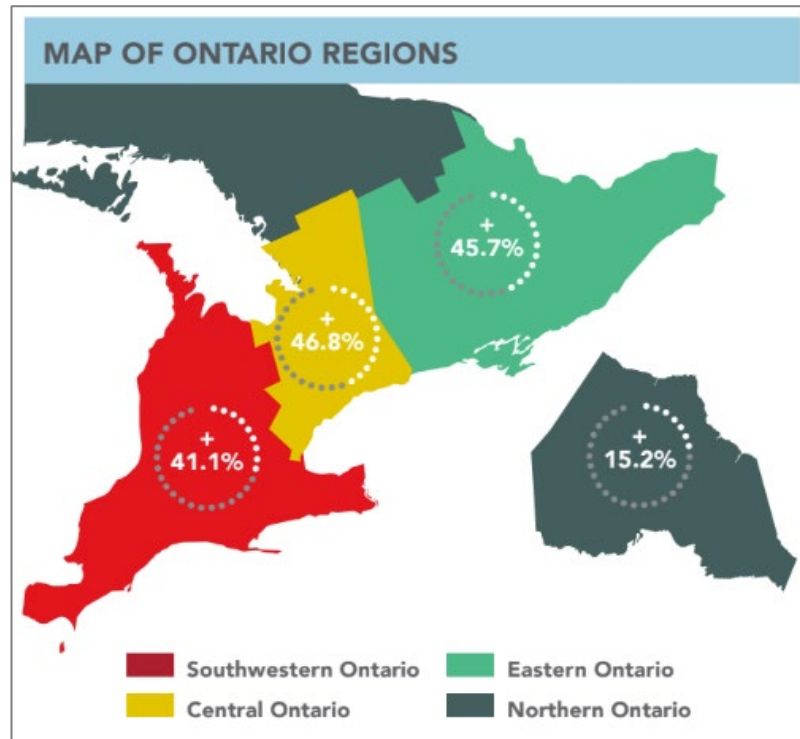 MAP OF ONTARIO REGIONS
+
45.7%
+
46.8%
+
41.1%
+
15.2%
Southwestern Ontario
Eastern Ontario
Central Ontario
Northern Ontario